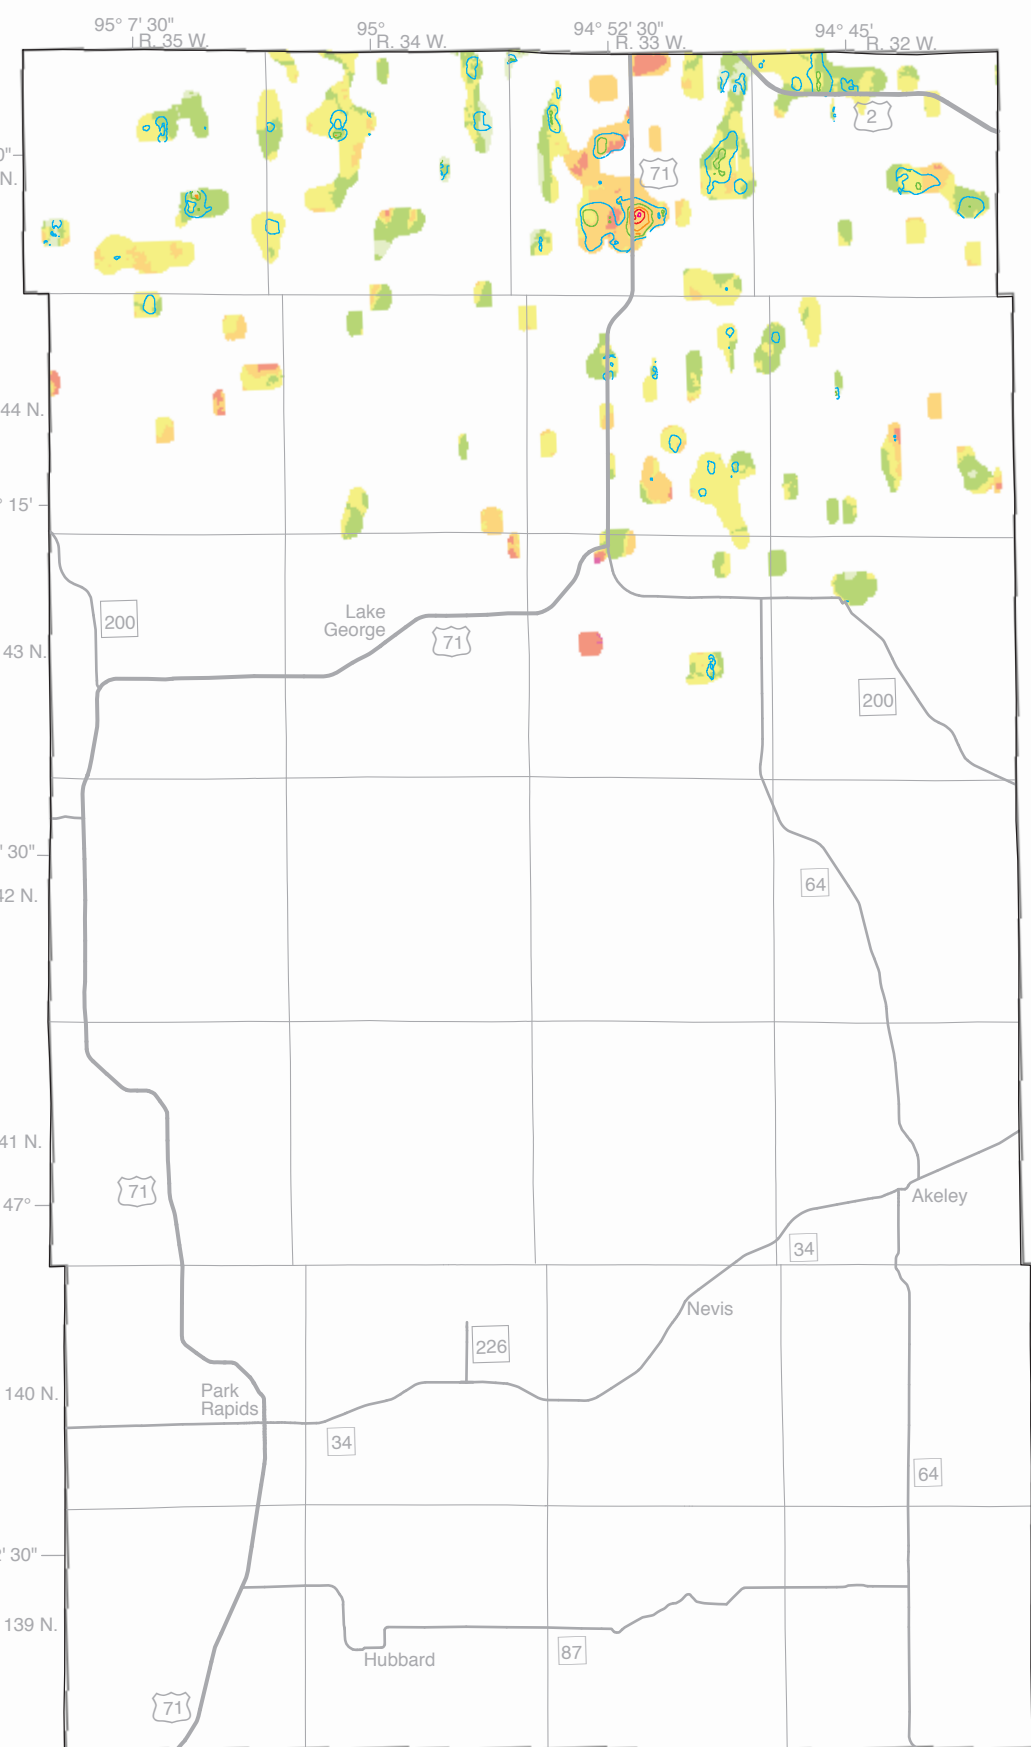 95° 7' 30"
95°
94° 52' 30"
94° 45'
R. 35 W.
R. 34 W.
R. 33 W.
R. 32 W.
2
0"
N.
71
44 N.
° 15'
200
Lake
George
71
43 N.
200
' 30"
42 N.
64
41 N.
71
47°
Akeley
34
Nevis
226
Park
Rapids
140 N.
34
64
' 30"
139 N.
87
Hubbard
71